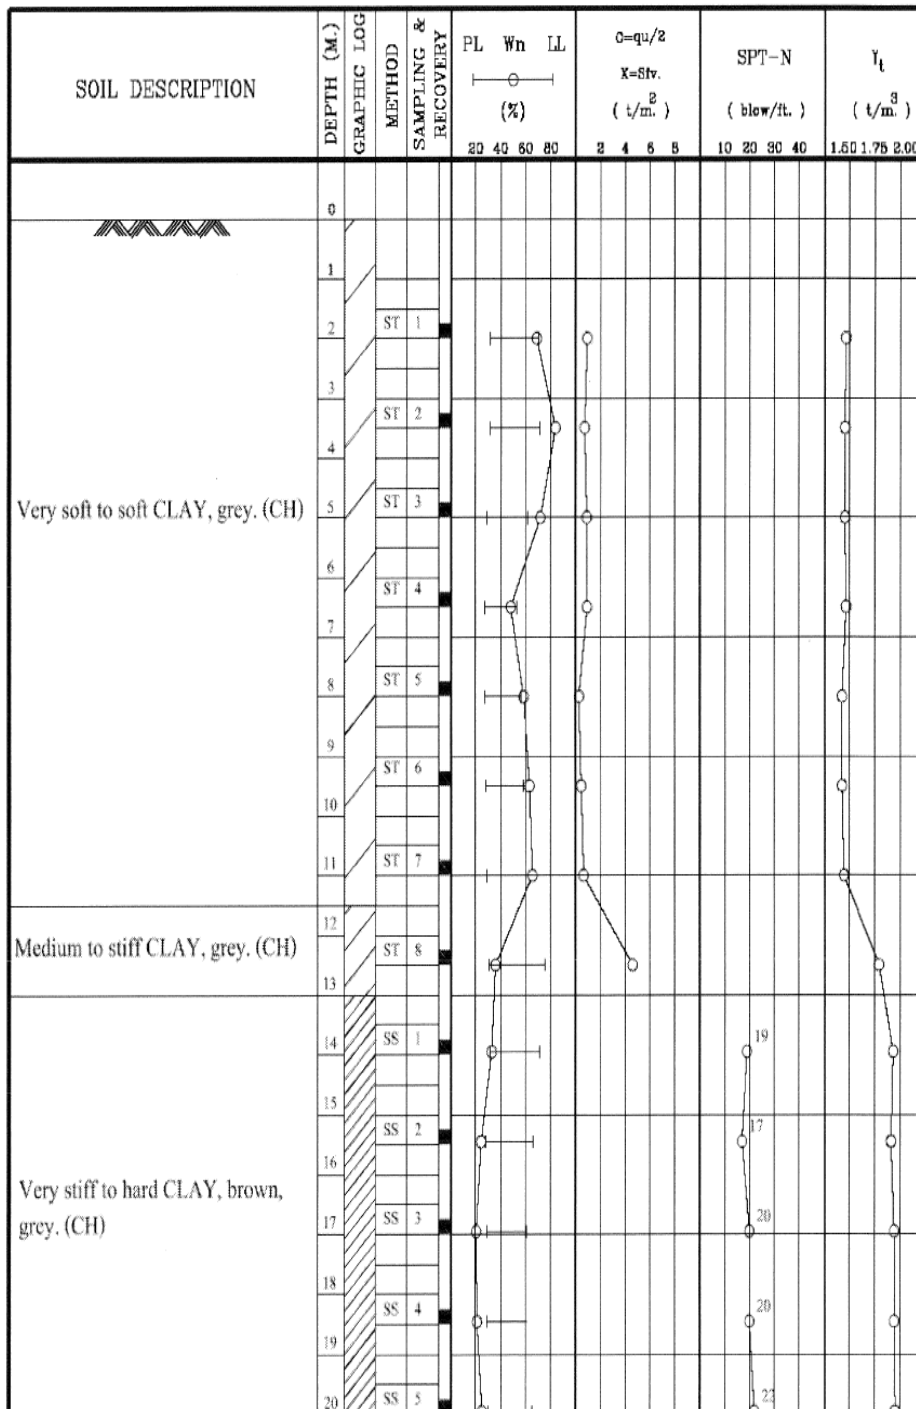 SOIL DESCRIPTION
DEPTH (M.)
GRAPHIC LOG
METHOD
SAMPLING &
RECOVERY
PL Wn LL
(%)
20 40 60 80
C=qu/2
X=Sfv.
( t/m.2 )
2 4 6 8
SPT-N
( blow/ft. )
10 20 30 40
γt
( t/m.3 )
1.50 1.75 2.00
0
1
2 ST 1
3
ST 2
4
Very soft to soft CLAY, grey. (CH)
5 ST 3
6
ST 4
7
8 ST 5
9
ST 6
10
11 ST 7
12
Medium to stiff CLAY, grey. (CH)
ST 8
13
14 SS 1 19
15
SS 2 17
16
Very stiff to hard CLAY, brown,
grey. (CH)
17 SS 3 20
18
SS 4 20
19
20 SS 5 22